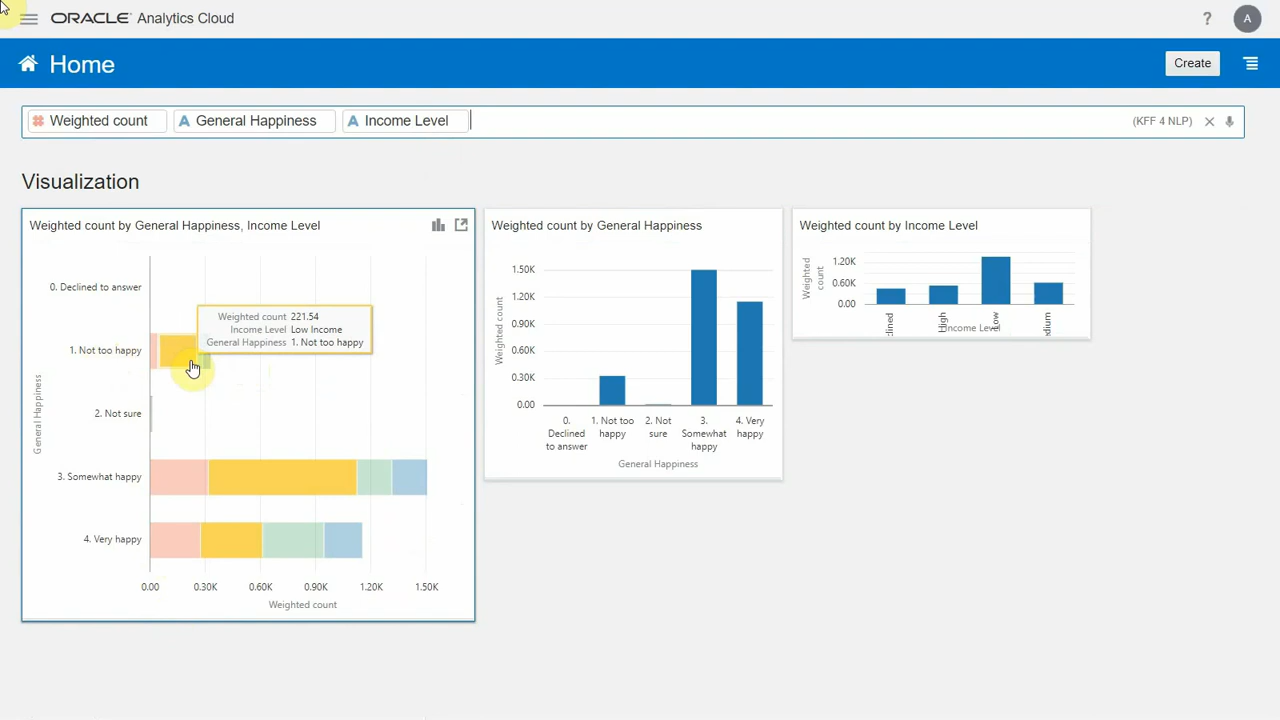 ORACLE® Analytics Cloud
?
A
Home
Create
Weighted count
General Happiness
Income Level
(KFF 4 NLP)
Visualization
Weighted count by General Happiness, Income Level
General Happiness
0. Declined to answer
1. Not too happy
2. Not sure
3. Somewhat happy
4. Very happy
Weighted count 221.54
Income Level Low Income
General Happiness 1. Not too happy
0.00 0.30K 0.60K 0.90K 1.20K 1.50K
Weighted count
Weighted count by General Happiness
Weighted count
1.50K
1.20K
0.90K
0.60K
0.30K
0.00
0.
Declined
to answer
1. Not too
happy
2. Not
sure
3.
Somewhat
happy
4. Very
happy
General Happiness
Weighted count by Income Level
Weighted
count
1.20K
0.60K
0.00
clined
High
Low
dium
Income Level